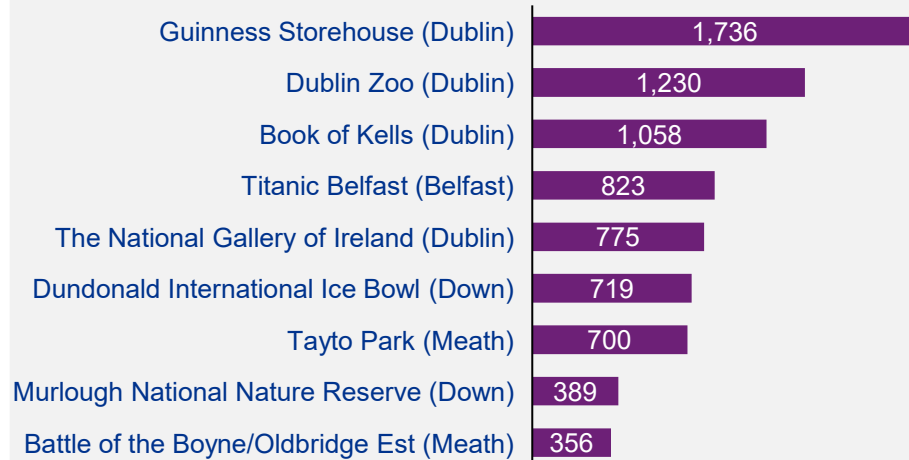 Guinness Storehouse (Dublin) 1,736
Dublin Zoo (Dublin) 1,230
Book of Kells (Dublin) 1,058
Titanic Belfast (Belfast) 823
The National Gallery of Ireland (Dublin) 775
Dundonald International Ice Bowl (Down) 719
Tayto Park (Meath) 700
Murlough National Nature Reserve (Down) 389
Battle of the Boyne/Oldbridge Est (Meath) 356